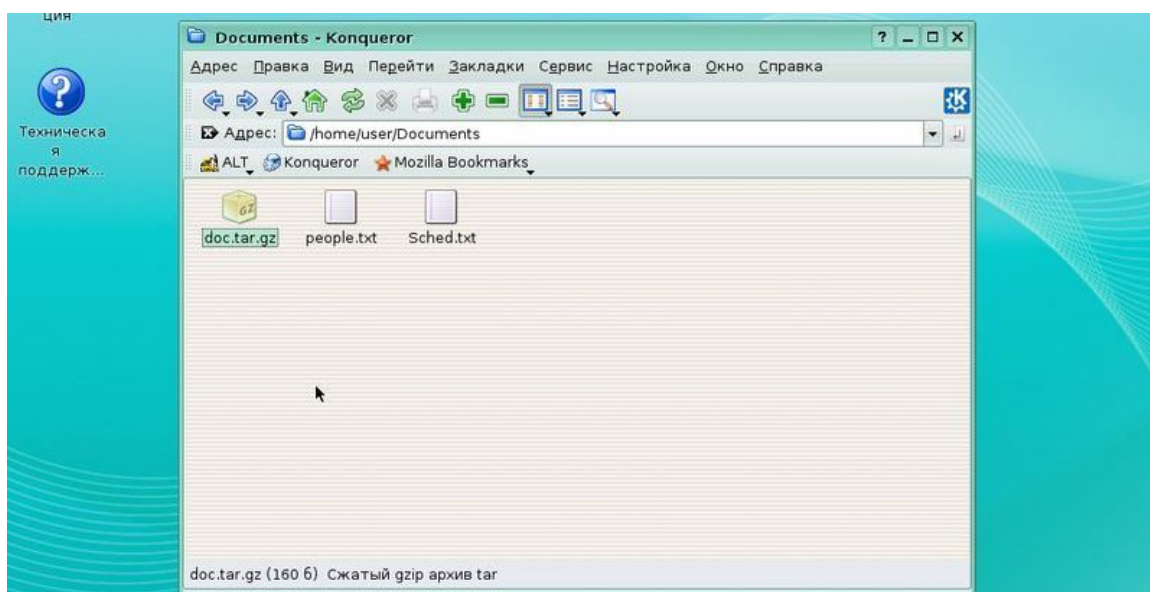 ция
Documents - Konqueror
Адрес Правка Вид Перейти Закладки Сервис Настройка Окно Справка
Техническа
я
поддерж...
Адрес: /home/user/Documents
ALT Konqueror Mozilla Bookmarks
GZ
doc.tar.gz people.txt Sched.txt
doc.tar.gz (160 б) Сжатый gzip архив tar